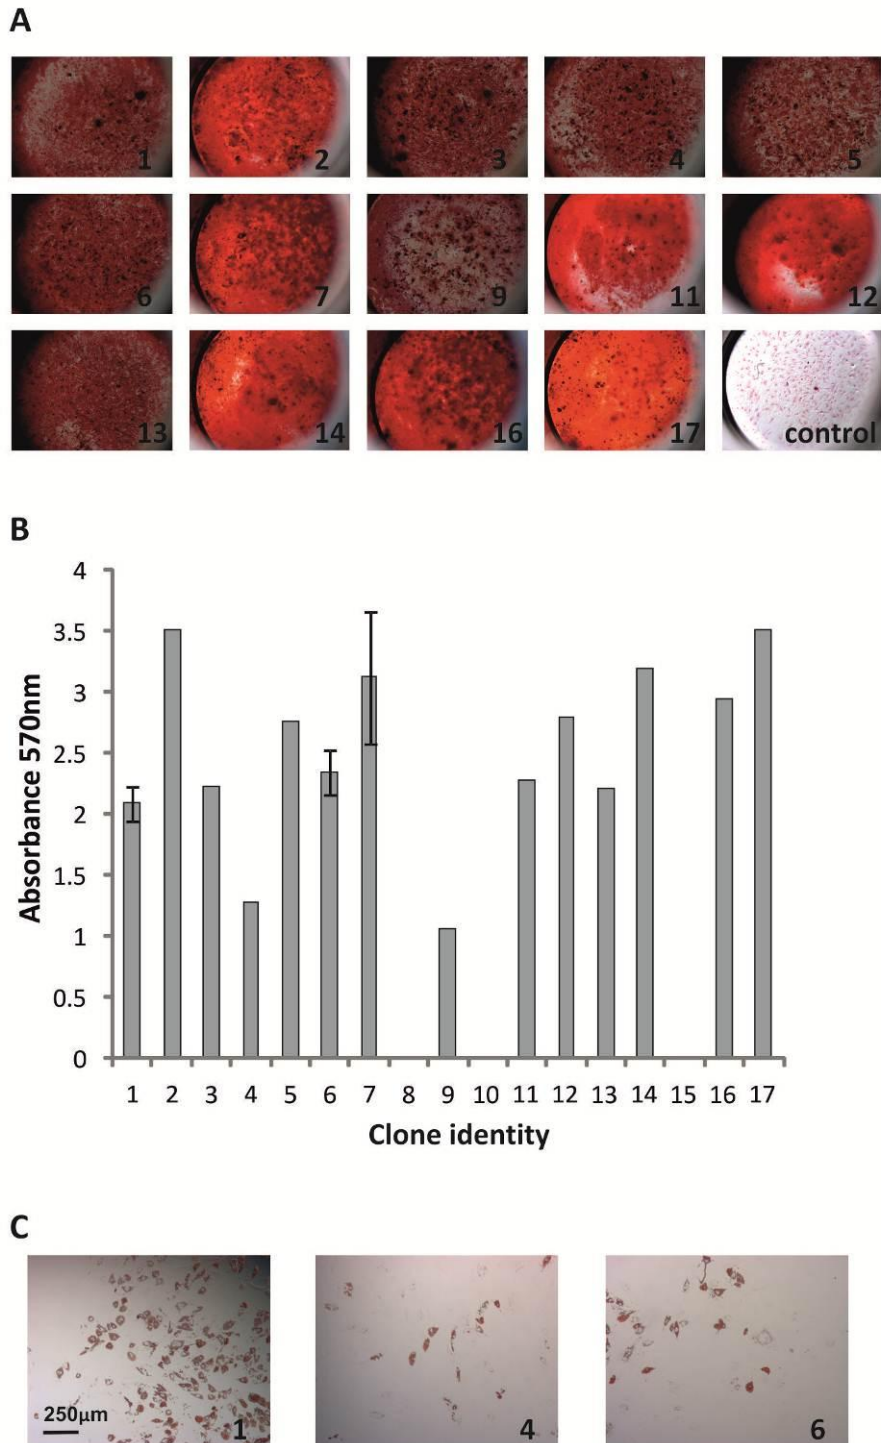 A
1 2 3 4 5
6 7 9 11 12
13 14 16 17 control
B
4
3.5
3
2.5
2
1.5
1
0.5
0
Absorbance 570nm
1 2 3 4 5 6 7 8 9 10 11 12 13 14 15 16 17
Clone identity
C
250µm 1 4 6